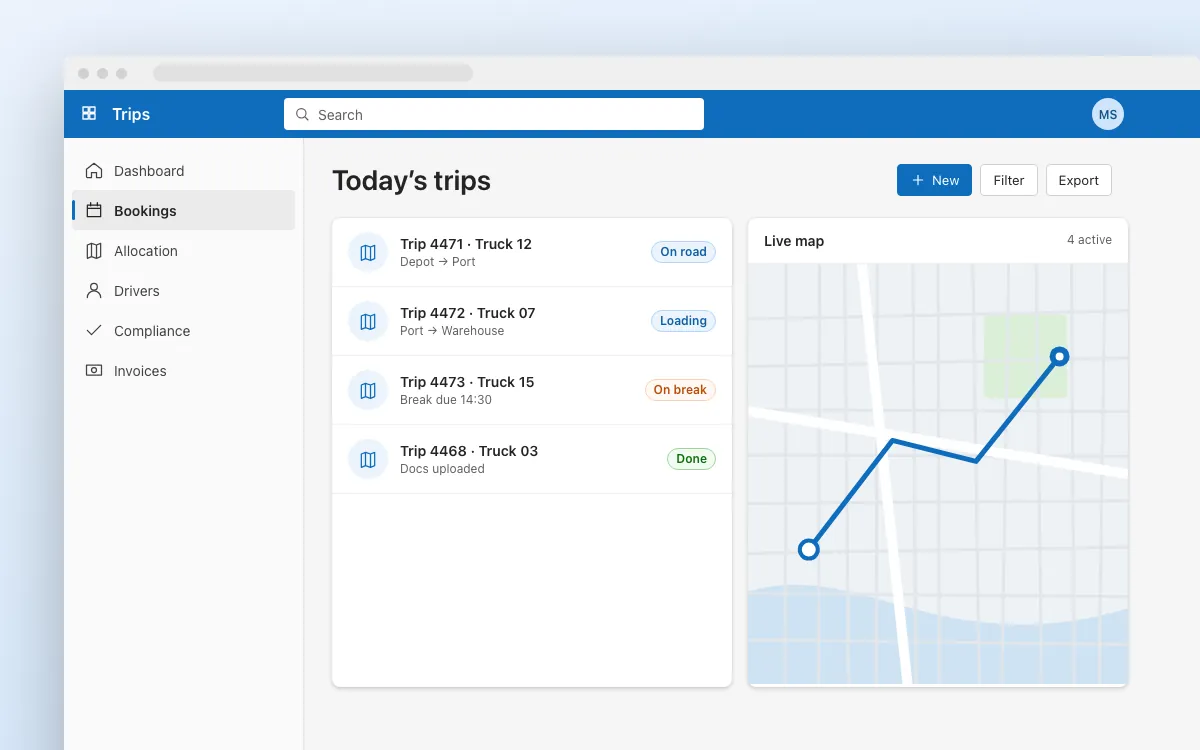 Trips
Search
MS
Dashboard
Bookings
Allocation
Drivers
Compliance
Invoices
Today’s trips
New
Filter
Export
Trip 4471 · Truck 12
Depot → Port
On road
Trip 4472 · Truck 07
Port → Warehouse
Loading
Trip 4473 · Truck 15
Break due 14:30
On break
Trip 4468 · Truck 03
Docs uploaded
Done
Live map
4 active